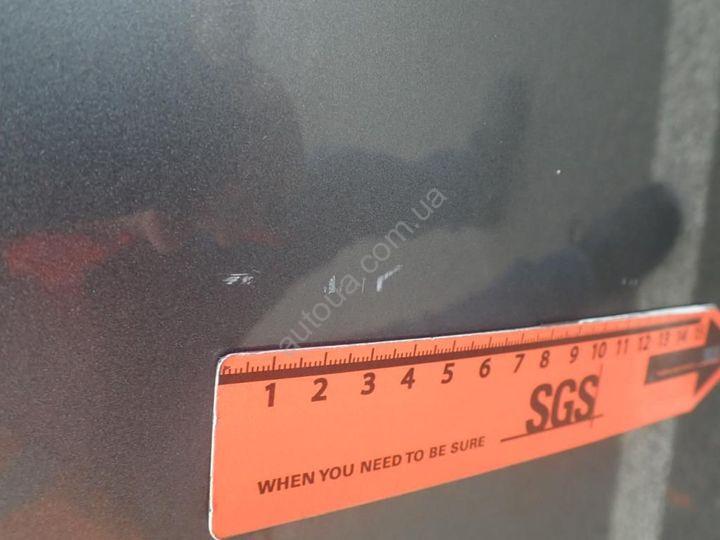 autoua.com.ua
1 2 3 4 5 6 7 8 9 10 11 12 13 14 15
SGS
WHEN YOU NEED TO BE SURE